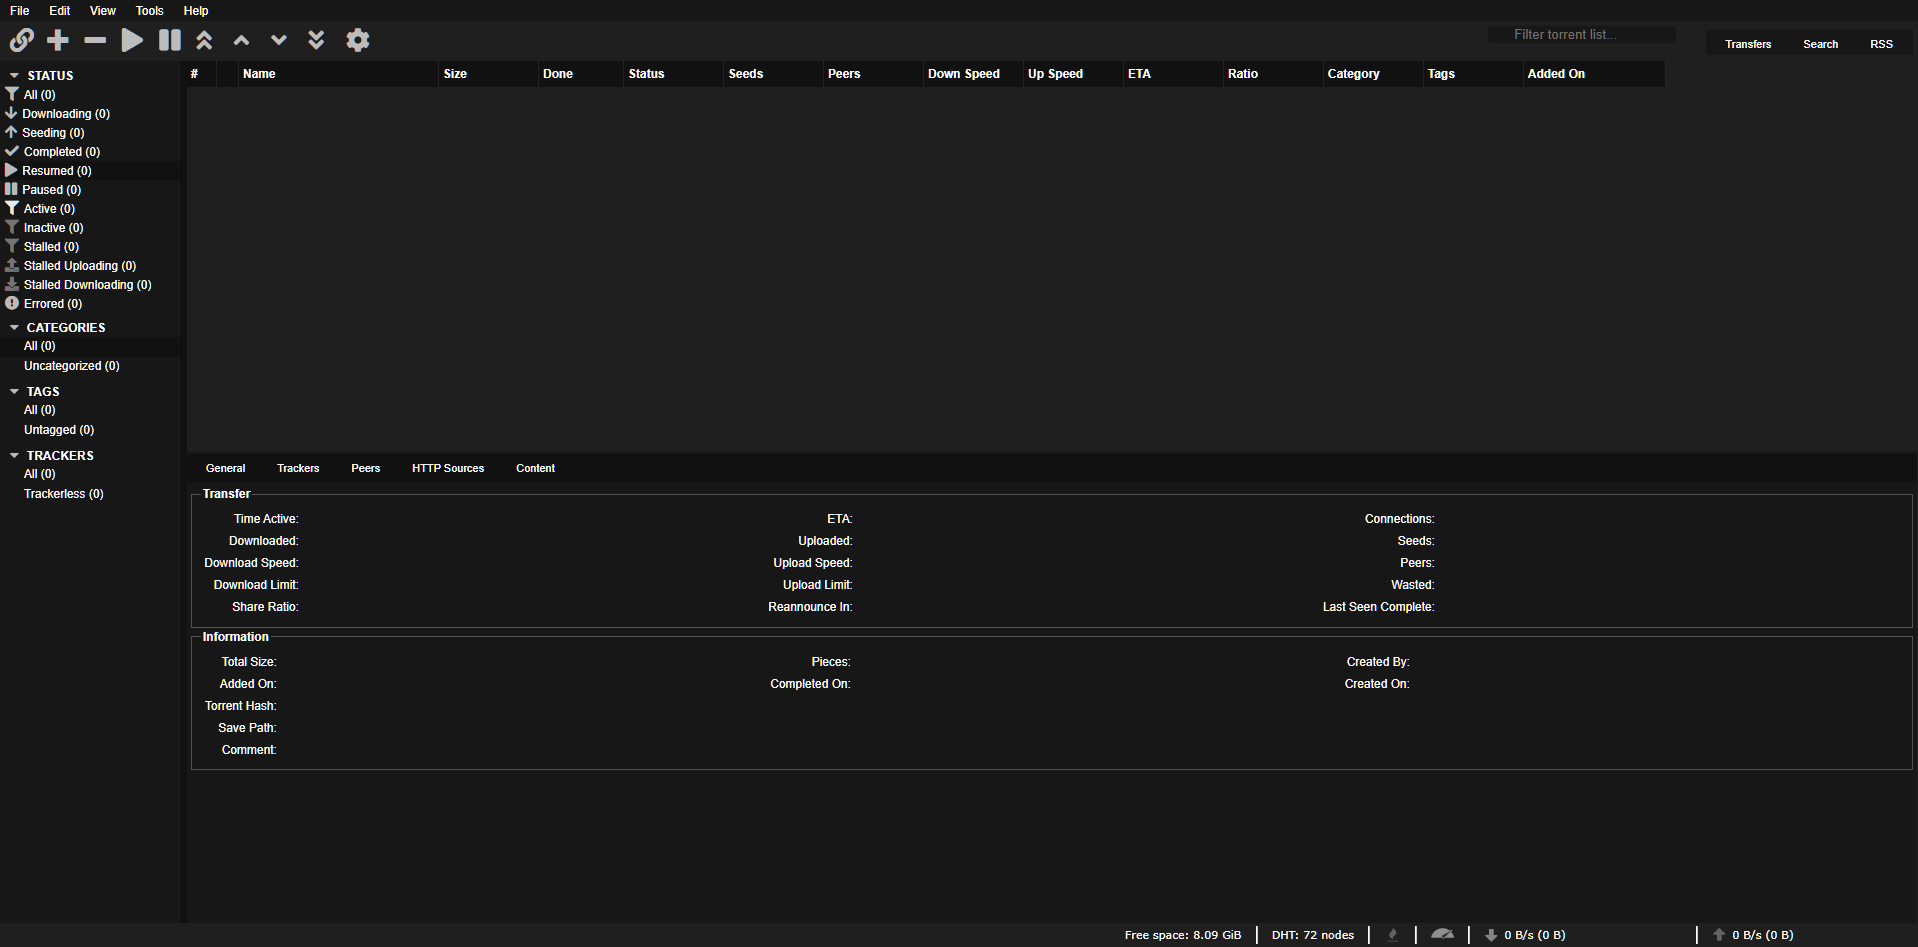 File Edit View Tools Help
Filter torrent list...
Transfers Search RSS
# Name Size Done Status Seeds Peers Down Speed Up Speed ETA Ratio Category Tags Added On
STATUS
All (0)
Downloading (0)
Seeding (0)
Completed (0)
Resumed (0)
Paused (0)
Active (0)
Inactive (0)
Stalled (0)
Stalled Uploading (0)
Stalled Downloading (0)
Errored (0)
CATEGORIES
All (0)
Uncategorized (0)
TAGS
All (0)
Untagged (0)
TRACKERS
All (0)
Trackerless (0)
General Trackers Peers HTTP Sources Content
Transfer
Time Active: ETA: Connections:
Downloaded: Uploaded: Seeds:
Download Speed: Upload Speed: Peers:
Download Limit: Upload Limit: Wasted:
Share Ratio: Reannounce In: Last Seen Complete:
Information
Total Size: Pieces: Created By:
Added On: Completed On: Created On:
Torrent Hash:
Save Path:
Comment:
Free space: 8.09 GiB DHT: 72 nodes 0 B/s (0 B) 0 B/s (0 B)